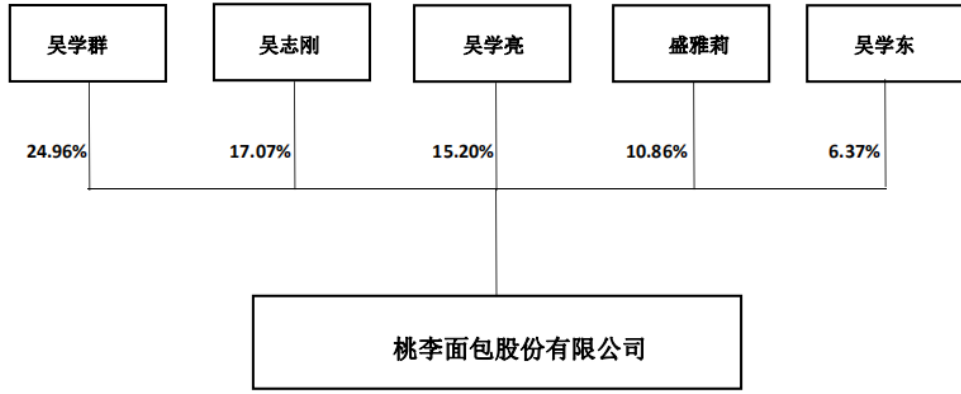 吴学群
吴志刚
吴学亮
盛雅莉
吴学东
24.96%
17.07%
15.20%
10.86%
6.37%
桃李面包股份有限公司